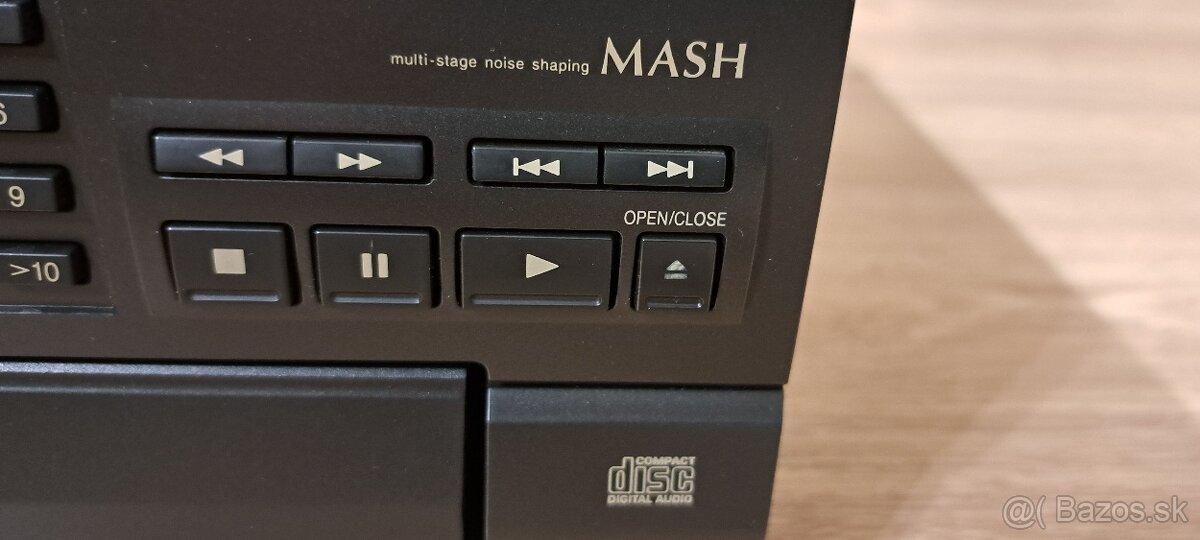 multi-stage noise shaping MASH
6
9
OPEN/CLOSE
>10
COMPACT
disc
DIGITAL AUDIO
@( Bazos.sk